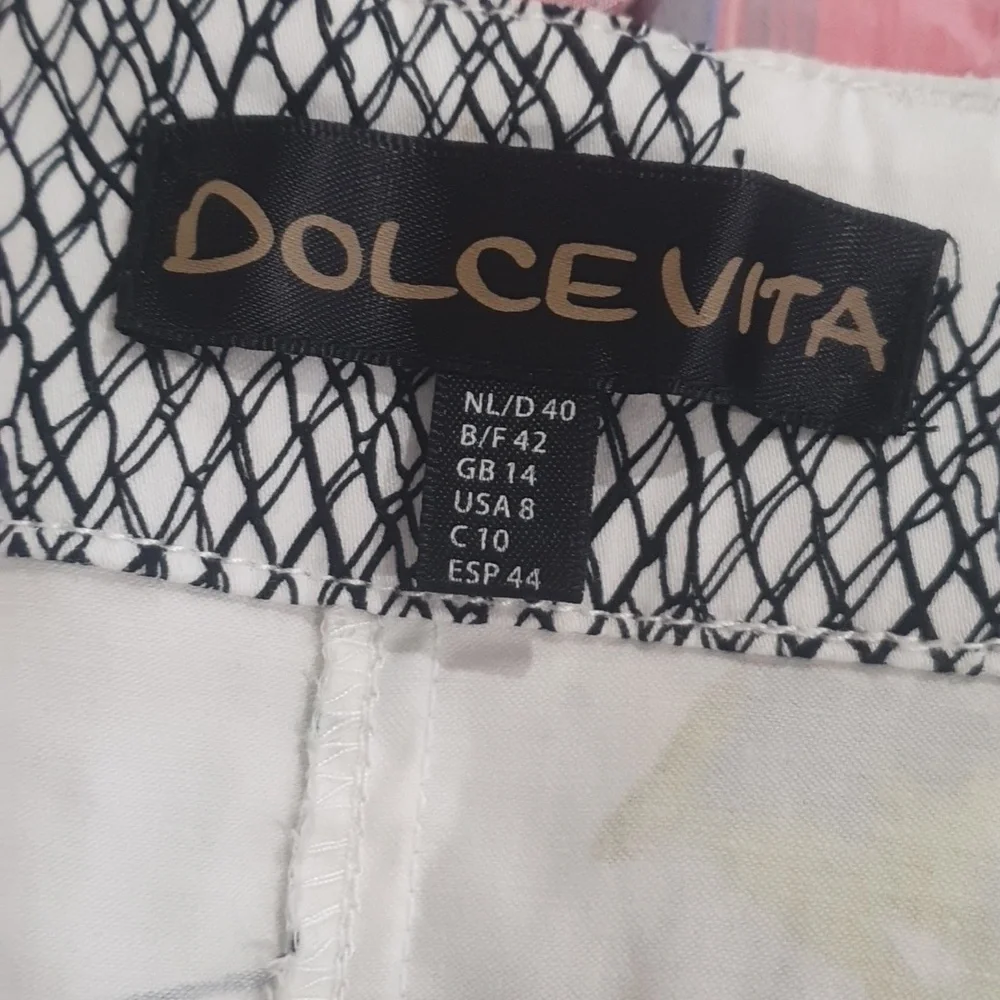 DOLCE VITA
NL/D 40
B/F 42
GB 14
USA 8
C 10
ESP 44